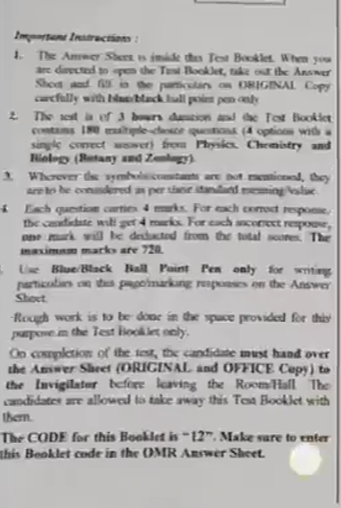 Important Instructions :
1. The Answer Sheet is inside this Test Booklet. When you
are directed to open the Test Booklet, take out the Answer
Sheet and fill in the particulars on ORIGINAL Copy
carefully with blue/black ball point pen only
2. The test is of 3 hours duration and the Test Booklet
contains 180 multiple-choice questions (4 options with a
single correct answer) from Physics, Chemistry and
Biology (Botany and Zoology).
3. Wherever the symbols/constants are not mentioned, they
are to be considered as per their standard meaning/value.
4. Each question carries 4 marks. For each correct response,
the candidate will get 4 marks. For each incorrect response,
one mark will be deducted from the total scores. The
maximum marks are 720.
Use Blue/Black Ball Point Pen only for writing
particulars on this page/marking responses on the Answer
Sheet.
Rough work is to be done in the space provided for this
purpose in the Test Booklet only.
On completion of the test, the candidate must hand over
the Answer Sheet (ORIGINAL and OFFICE Copy) to
the Invigilator before leaving the Room/Hall. The
candidates are allowed to take away this Test Booklet with
them.
The CODE for this Booklet is "12". Make sure to enter
this Booklet code in the OMR Answer Sheet.